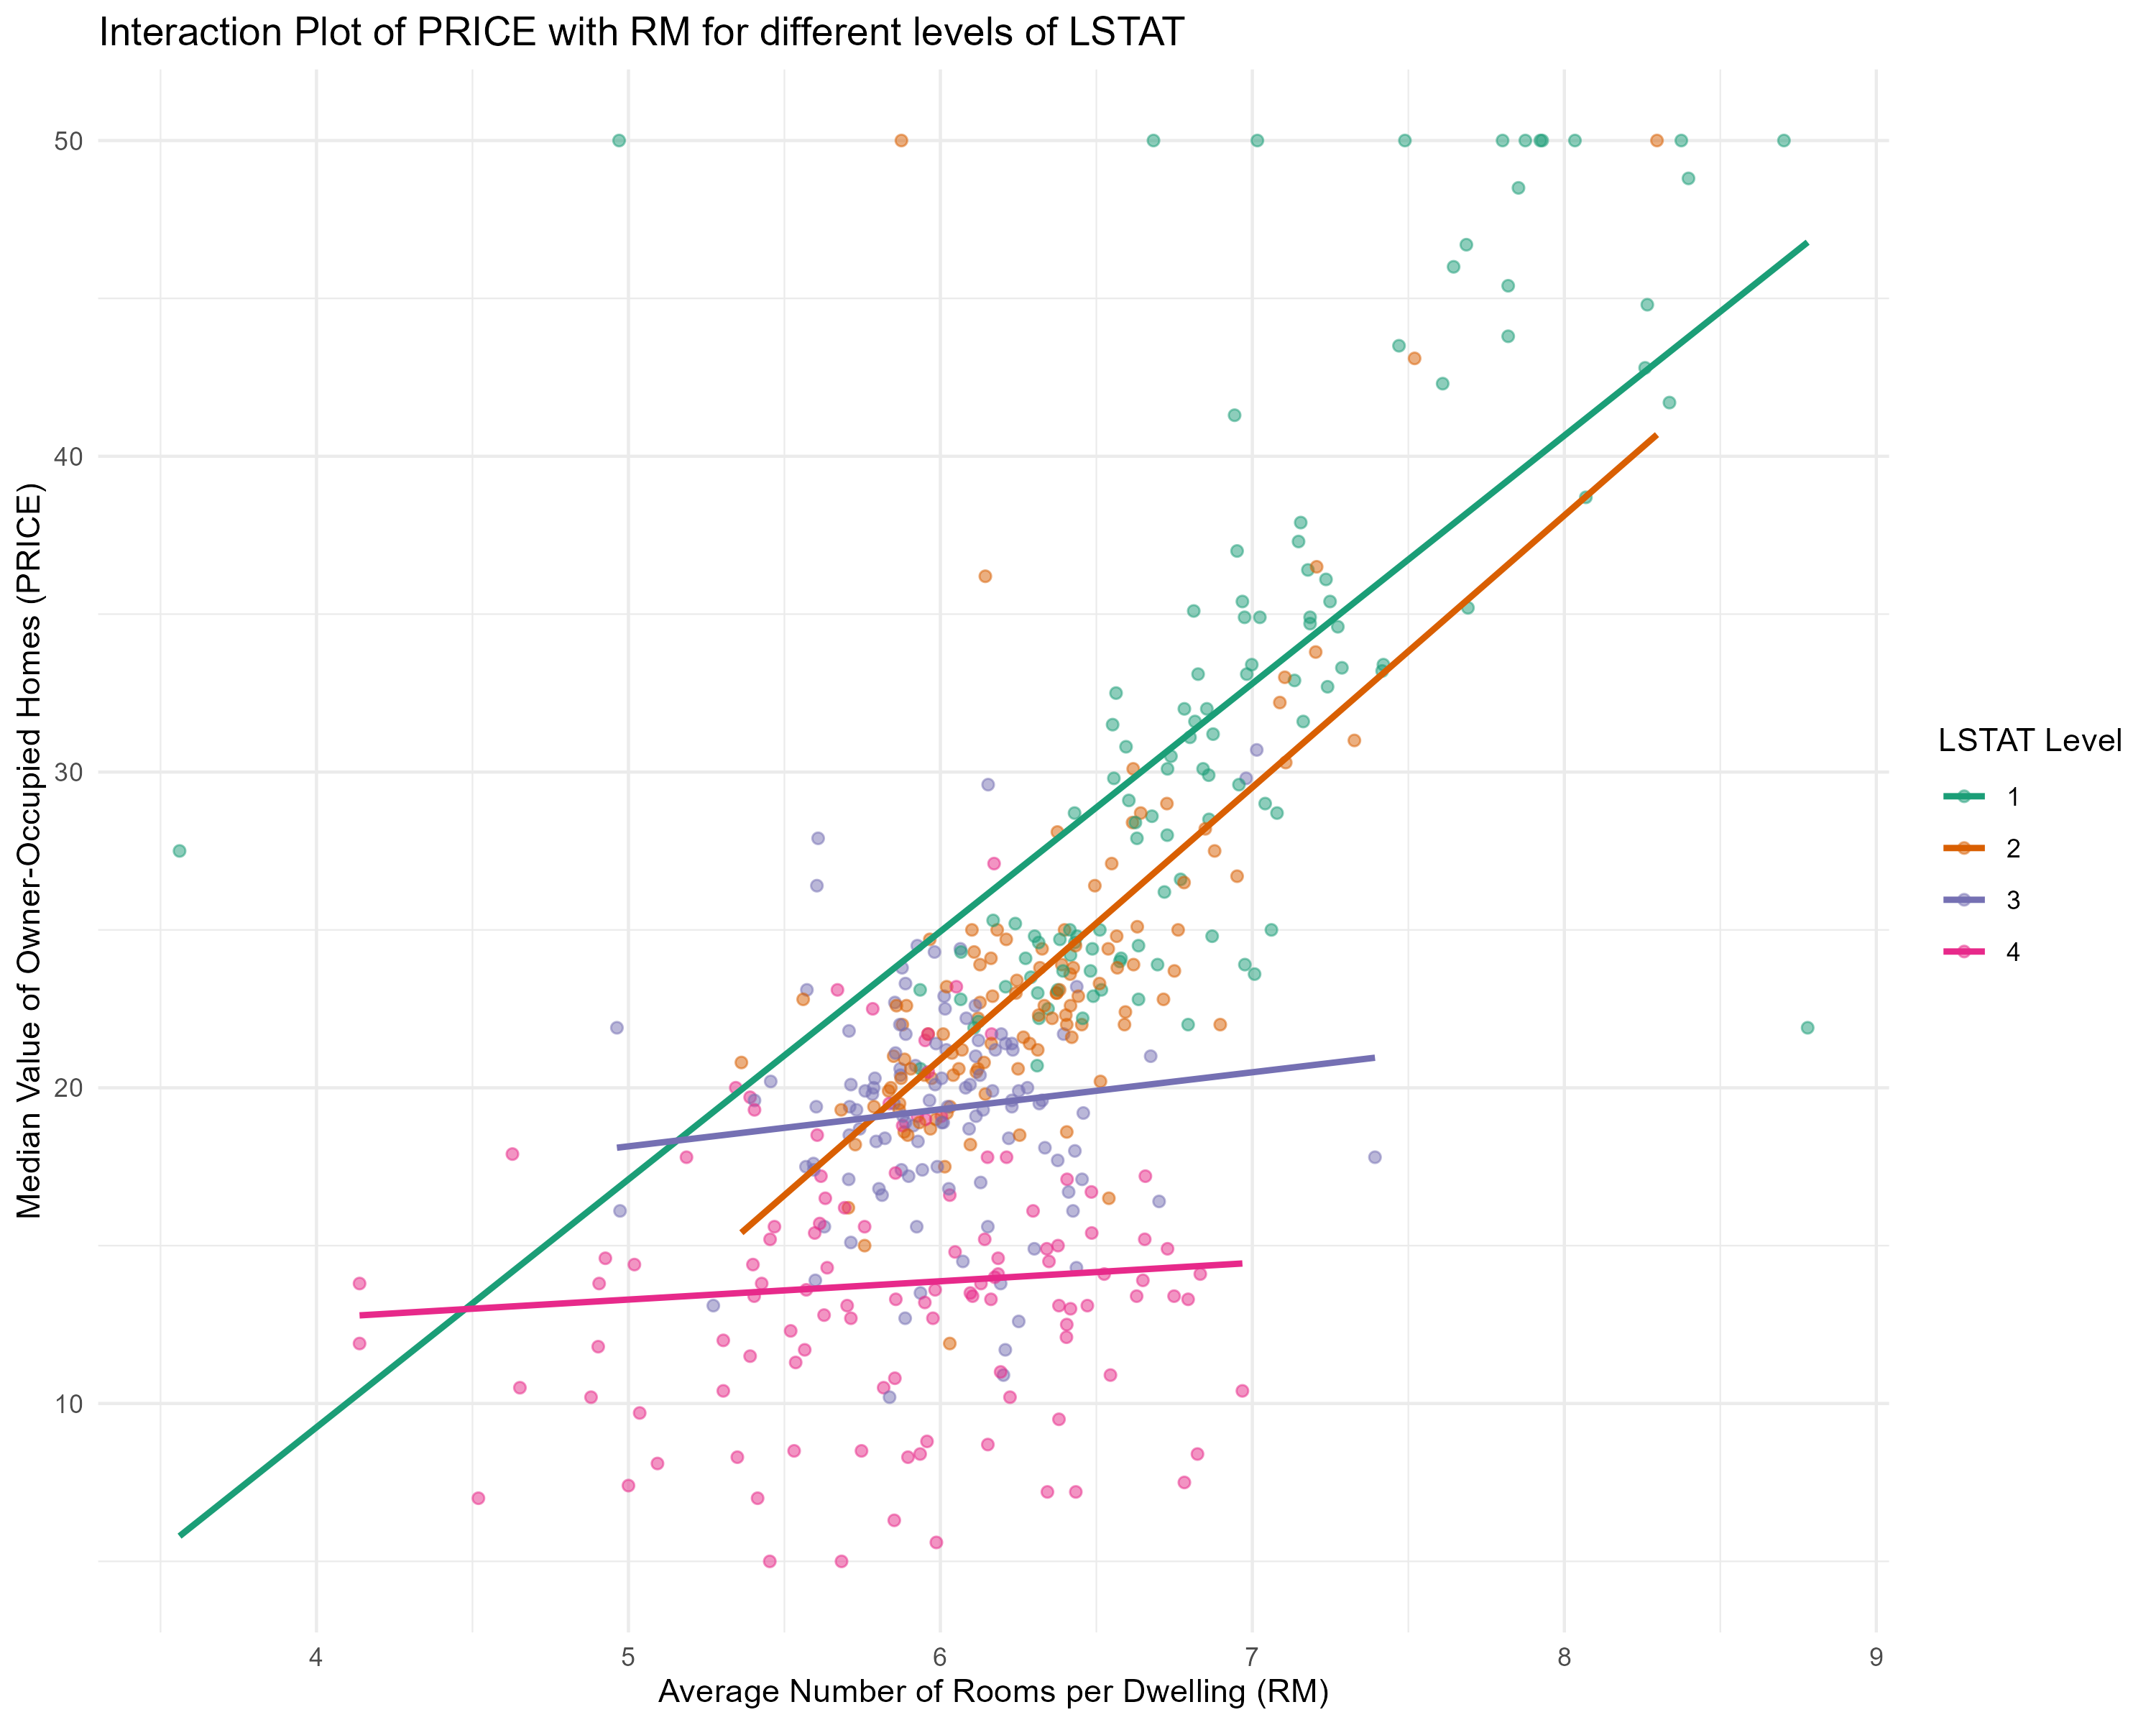 Interaction Plot of PRICE with RM for different levels of LSTAT
Median Value of Owner-Occupied Homes (PRICE)
50
40
30
20
10
4 5 6 7 8 9
Average Number of Rooms per Dwelling (RM)
LSTAT Level
1
2
3
4